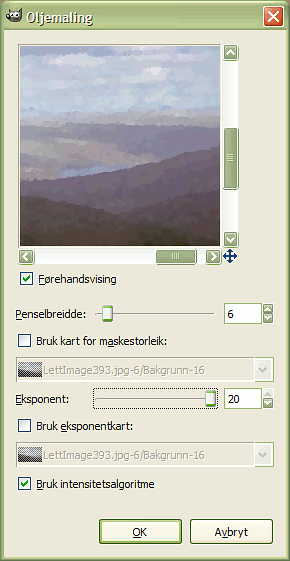 Oljemaling
Førehandsvising
Penselbreidde: 6
Bruk kart for maskestorleik:
LettImage393.jpg-6/Bakgrunn-16
Eksponent: 20
Bruk eksponentkart:
LettImage393.jpg-6/Bakgrunn-16
Bruk intensitetsalgoritme
OK Avbryt